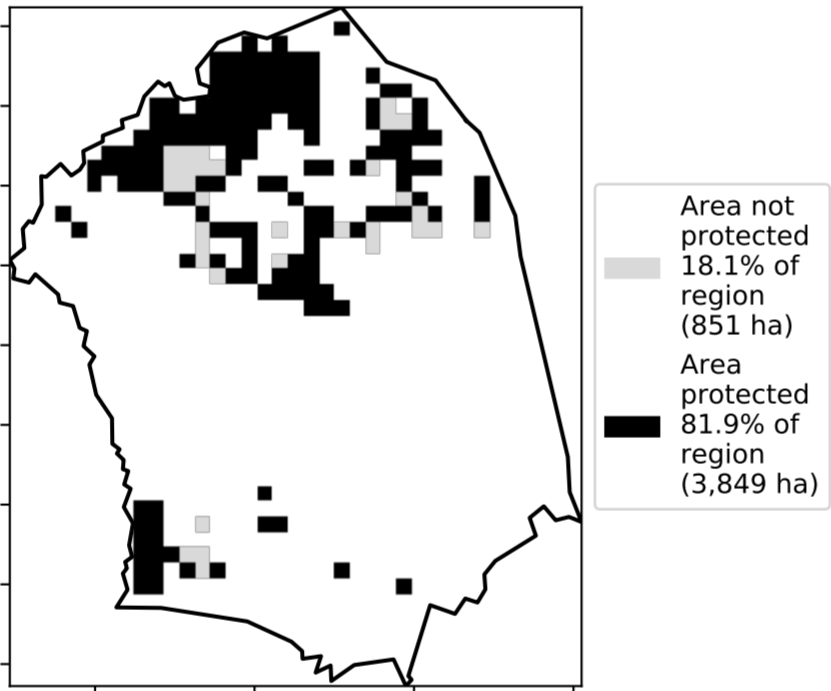 Area not
protected
18.1% of
region
(851 ha)
Area
protected
81.9% of
region
(3,849 ha)